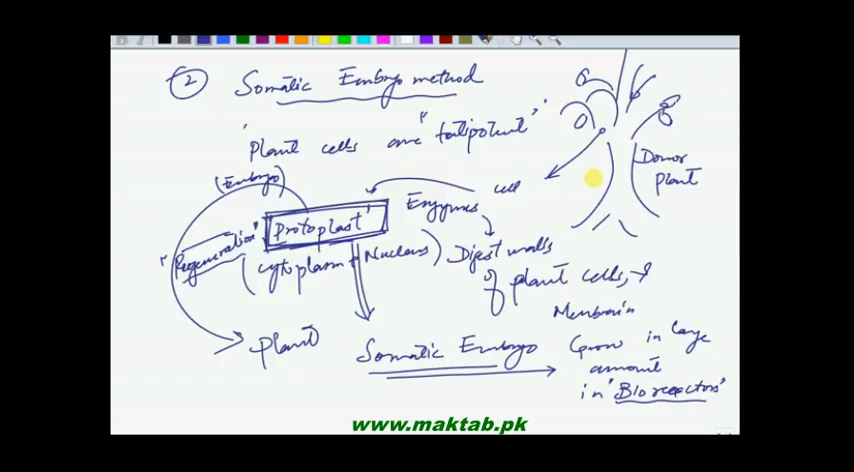 ② Somatic Embryo method
'Plant cells are "totipotent"'
(Embryo)
cell
Donor
plant
Enzymes
Protoplast'
"Regeneration"
(cytoplasm + Nucleus)
Digest walls
of plant cells,
Membrain
plant
Somatic Embryo
Grow in large
amount
in 'Bioreactors'
www.maktab.pk